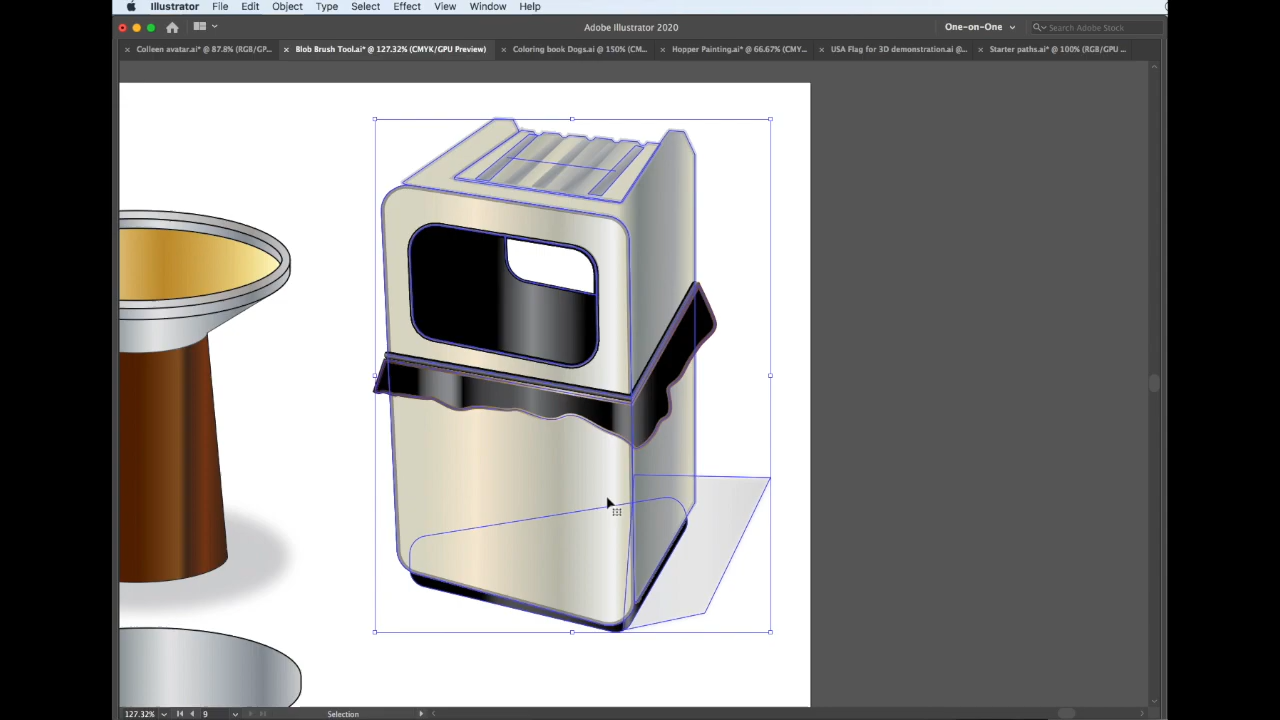 Illustrator File Edit Object Type Select Effect View Window Help
Adobe Illustrator 2020
One-on-One
Search Adobe Stock
Colleen avatar.ai* @ 87.8% (RGB/GP...
Blob Brush Tool.ai* @ 127.32% (CMYK/GPU Preview)
Coloring book Dogs.ai @ 150% (CM...
Hopper Painting.ai* @ 66.67% (CMY...
USA Flag for 3D demonstration.ai @...
Starter paths.ai* @ 100% (RGB/GPU ...
127.32% 9 Selection